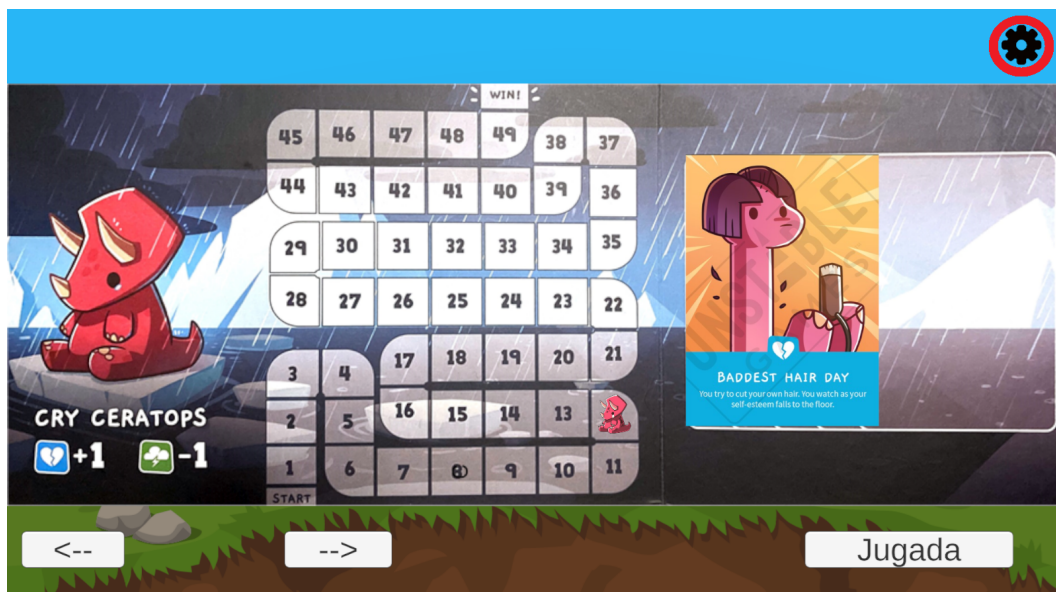 WIN!
45 46 47 48 49 38 37
44 43 42 41 40 39 36
29 30 31 32 33 34 35
28 27 26 25 24 23 22
3 4 17 18 19 20 21
2 5 16 15 14 13
1 6 7 8 9 10 11
START
CRY CERATOPS
+1 -1
UNSTABLE
GAMES
BADDEST HAIR DAY
You try to cut your own hair. You watch as your
self-esteem falls to the floor.
<--
-->
Jugada